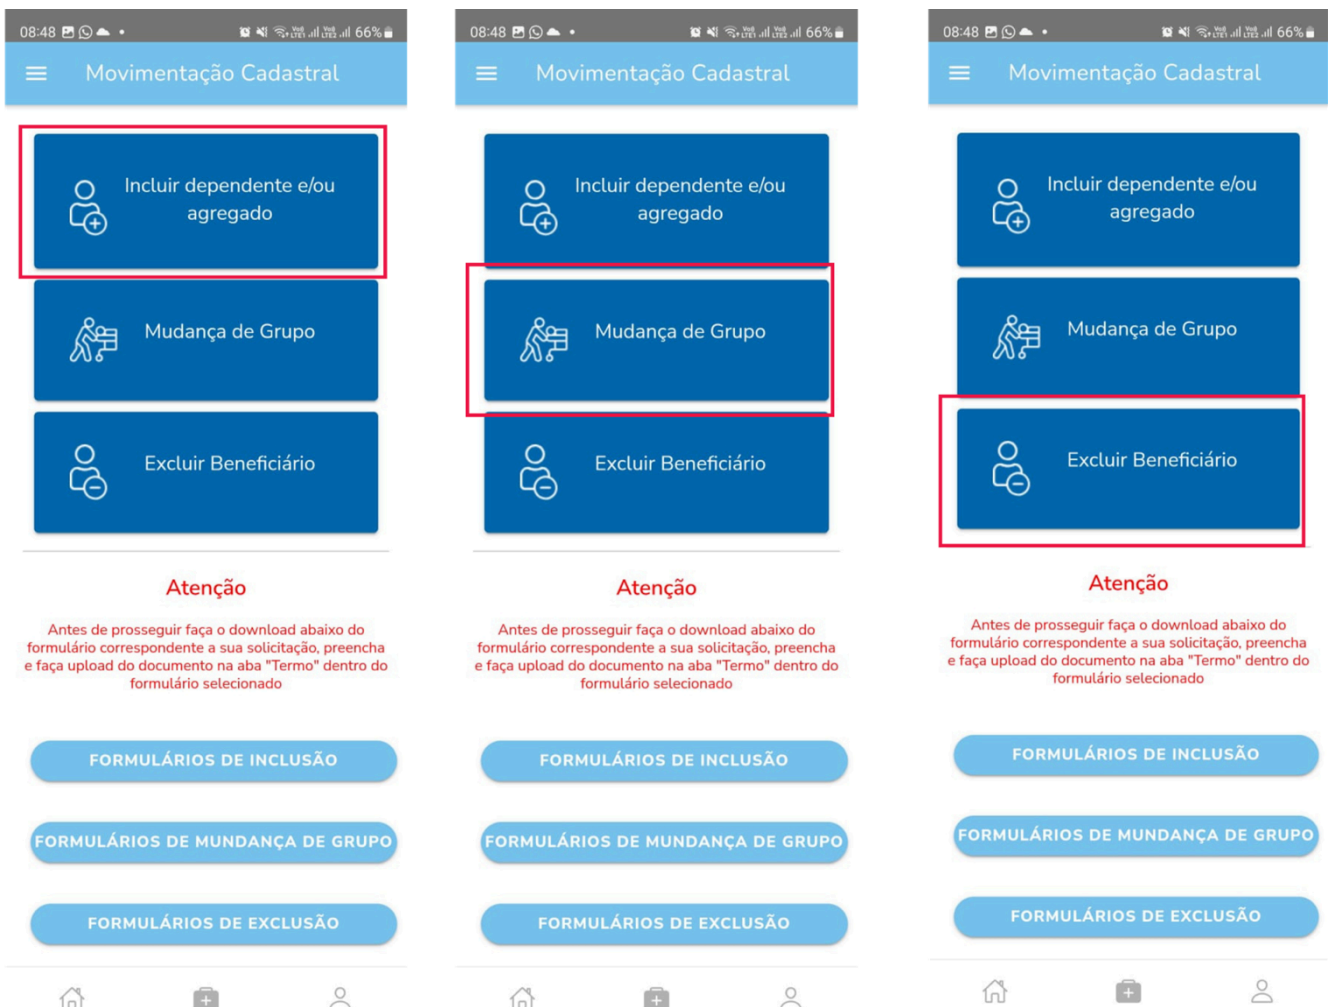 08:48
66%
Movimentação Cadastral
Incluir dependente e/ou
agregado
Mudança de Grupo
Excluir Beneficiário
Atenção
Antes de prosseguir faça o download abaixo do
formulário correspondente a sua solicitação, preencha
e faça upload do documento na aba "Termo" dentro do
formulário selecionado
FORMULÁRIOS DE INCLUSÃO
FORMULÁRIOS DE MUNDANÇA DE GRUPO
FORMULÁRIOS DE EXCLUSÃO
08:48
66%
Movimentação Cadastral
Incluir dependente e/ou
agregado
Mudança de Grupo
Excluir Beneficiário
Atenção
Antes de prosseguir faça o download abaixo do
formulário correspondente a sua solicitação, preencha
e faça upload do documento na aba "Termo" dentro do
formulário selecionado
FORMULÁRIOS DE INCLUSÃO
FORMULÁRIOS DE MUNDANÇA DE GRUPO
FORMULÁRIOS DE EXCLUSÃO
08:48
66%
Movimentação Cadastral
Incluir dependente e/ou
agregado
Mudança de Grupo
Excluir Beneficiário
Atenção
Antes de prosseguir faça o download abaixo do
formulário correspondente a sua solicitação, preencha
e faça upload do documento na aba "Termo" dentro do
formulário selecionado
FORMULÁRIOS DE INCLUSÃO
FORMULÁRIOS DE MUNDANÇA DE GRUPO
FORMULÁRIOS DE EXCLUSÃO